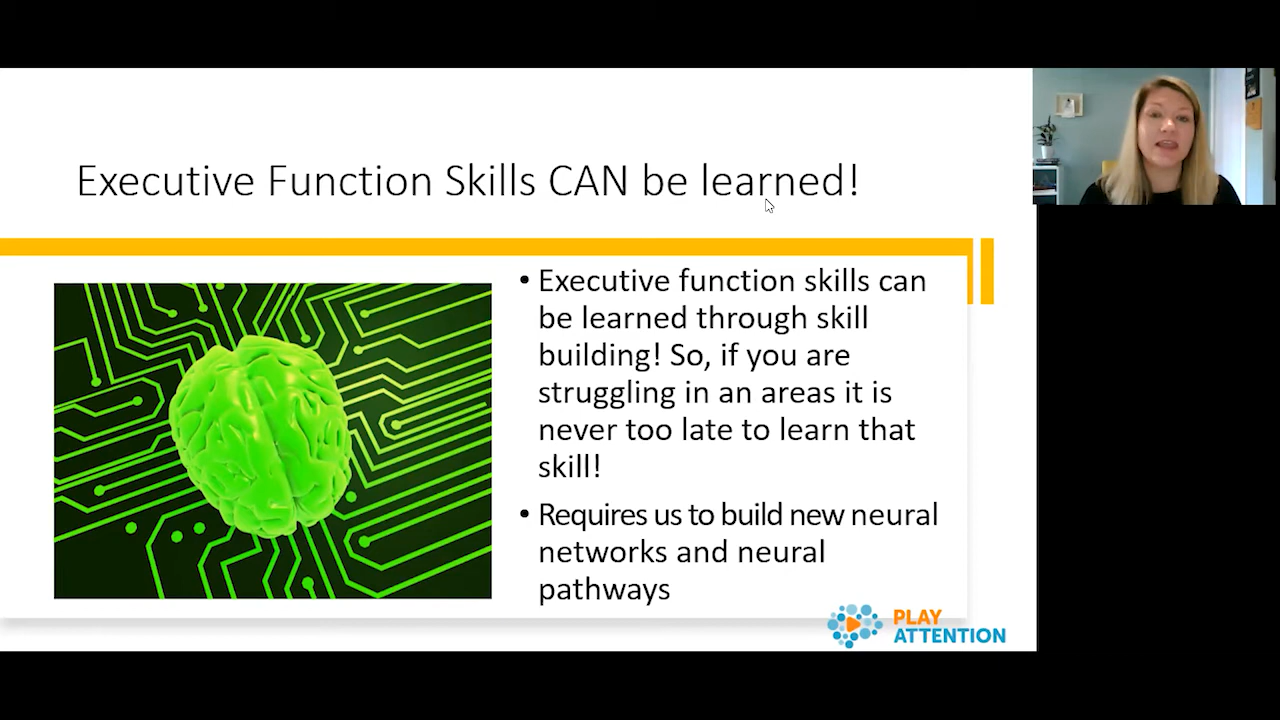 Executive Function Skills CAN be learned!
• Executive function skills can
be learned through skill
building! So, if you are
struggling in an areas it is
never too late to learn that
skill!
• Requires us to build new neural
networks and neural
pathways
PLAY
ATTENTION